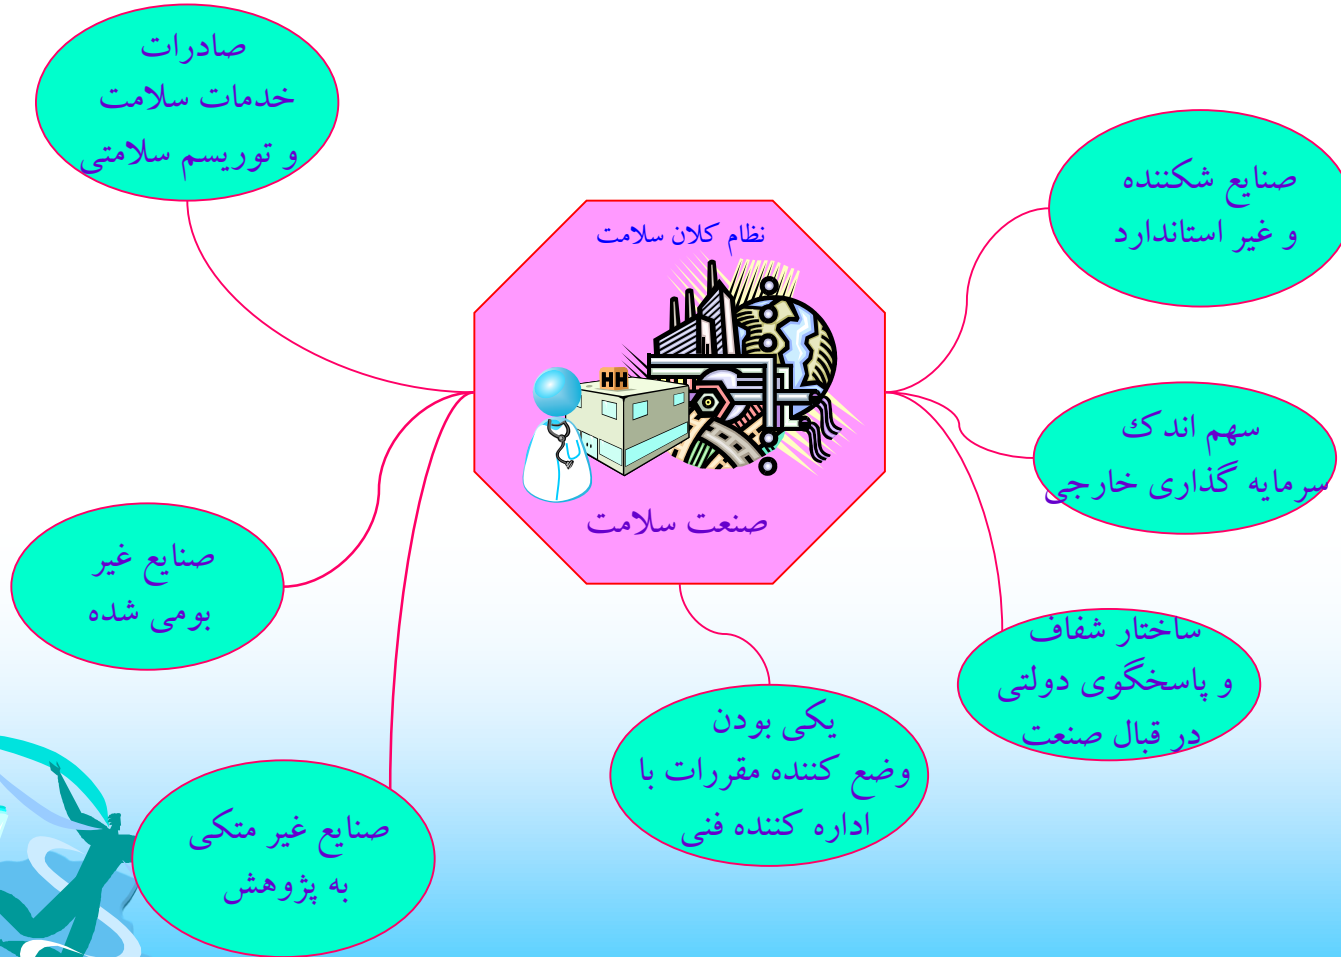 صادرات
خدمات سلامت
و توریسم سلامتی
صنایع شکننده
و غیر استاندارد
نظام کلان سلامت
HH
صنعت سلامت
سهم اندک
سرمایه گذاری خارجی
صنایع غیر
بومی شده
ساختار شفاف
و پاسخگوی دولتی
در قبال صنعت
یکی بودن
وضع کننده مقررات با
اداره کننده فنی
صنایع غیر متکی
به پژوهش